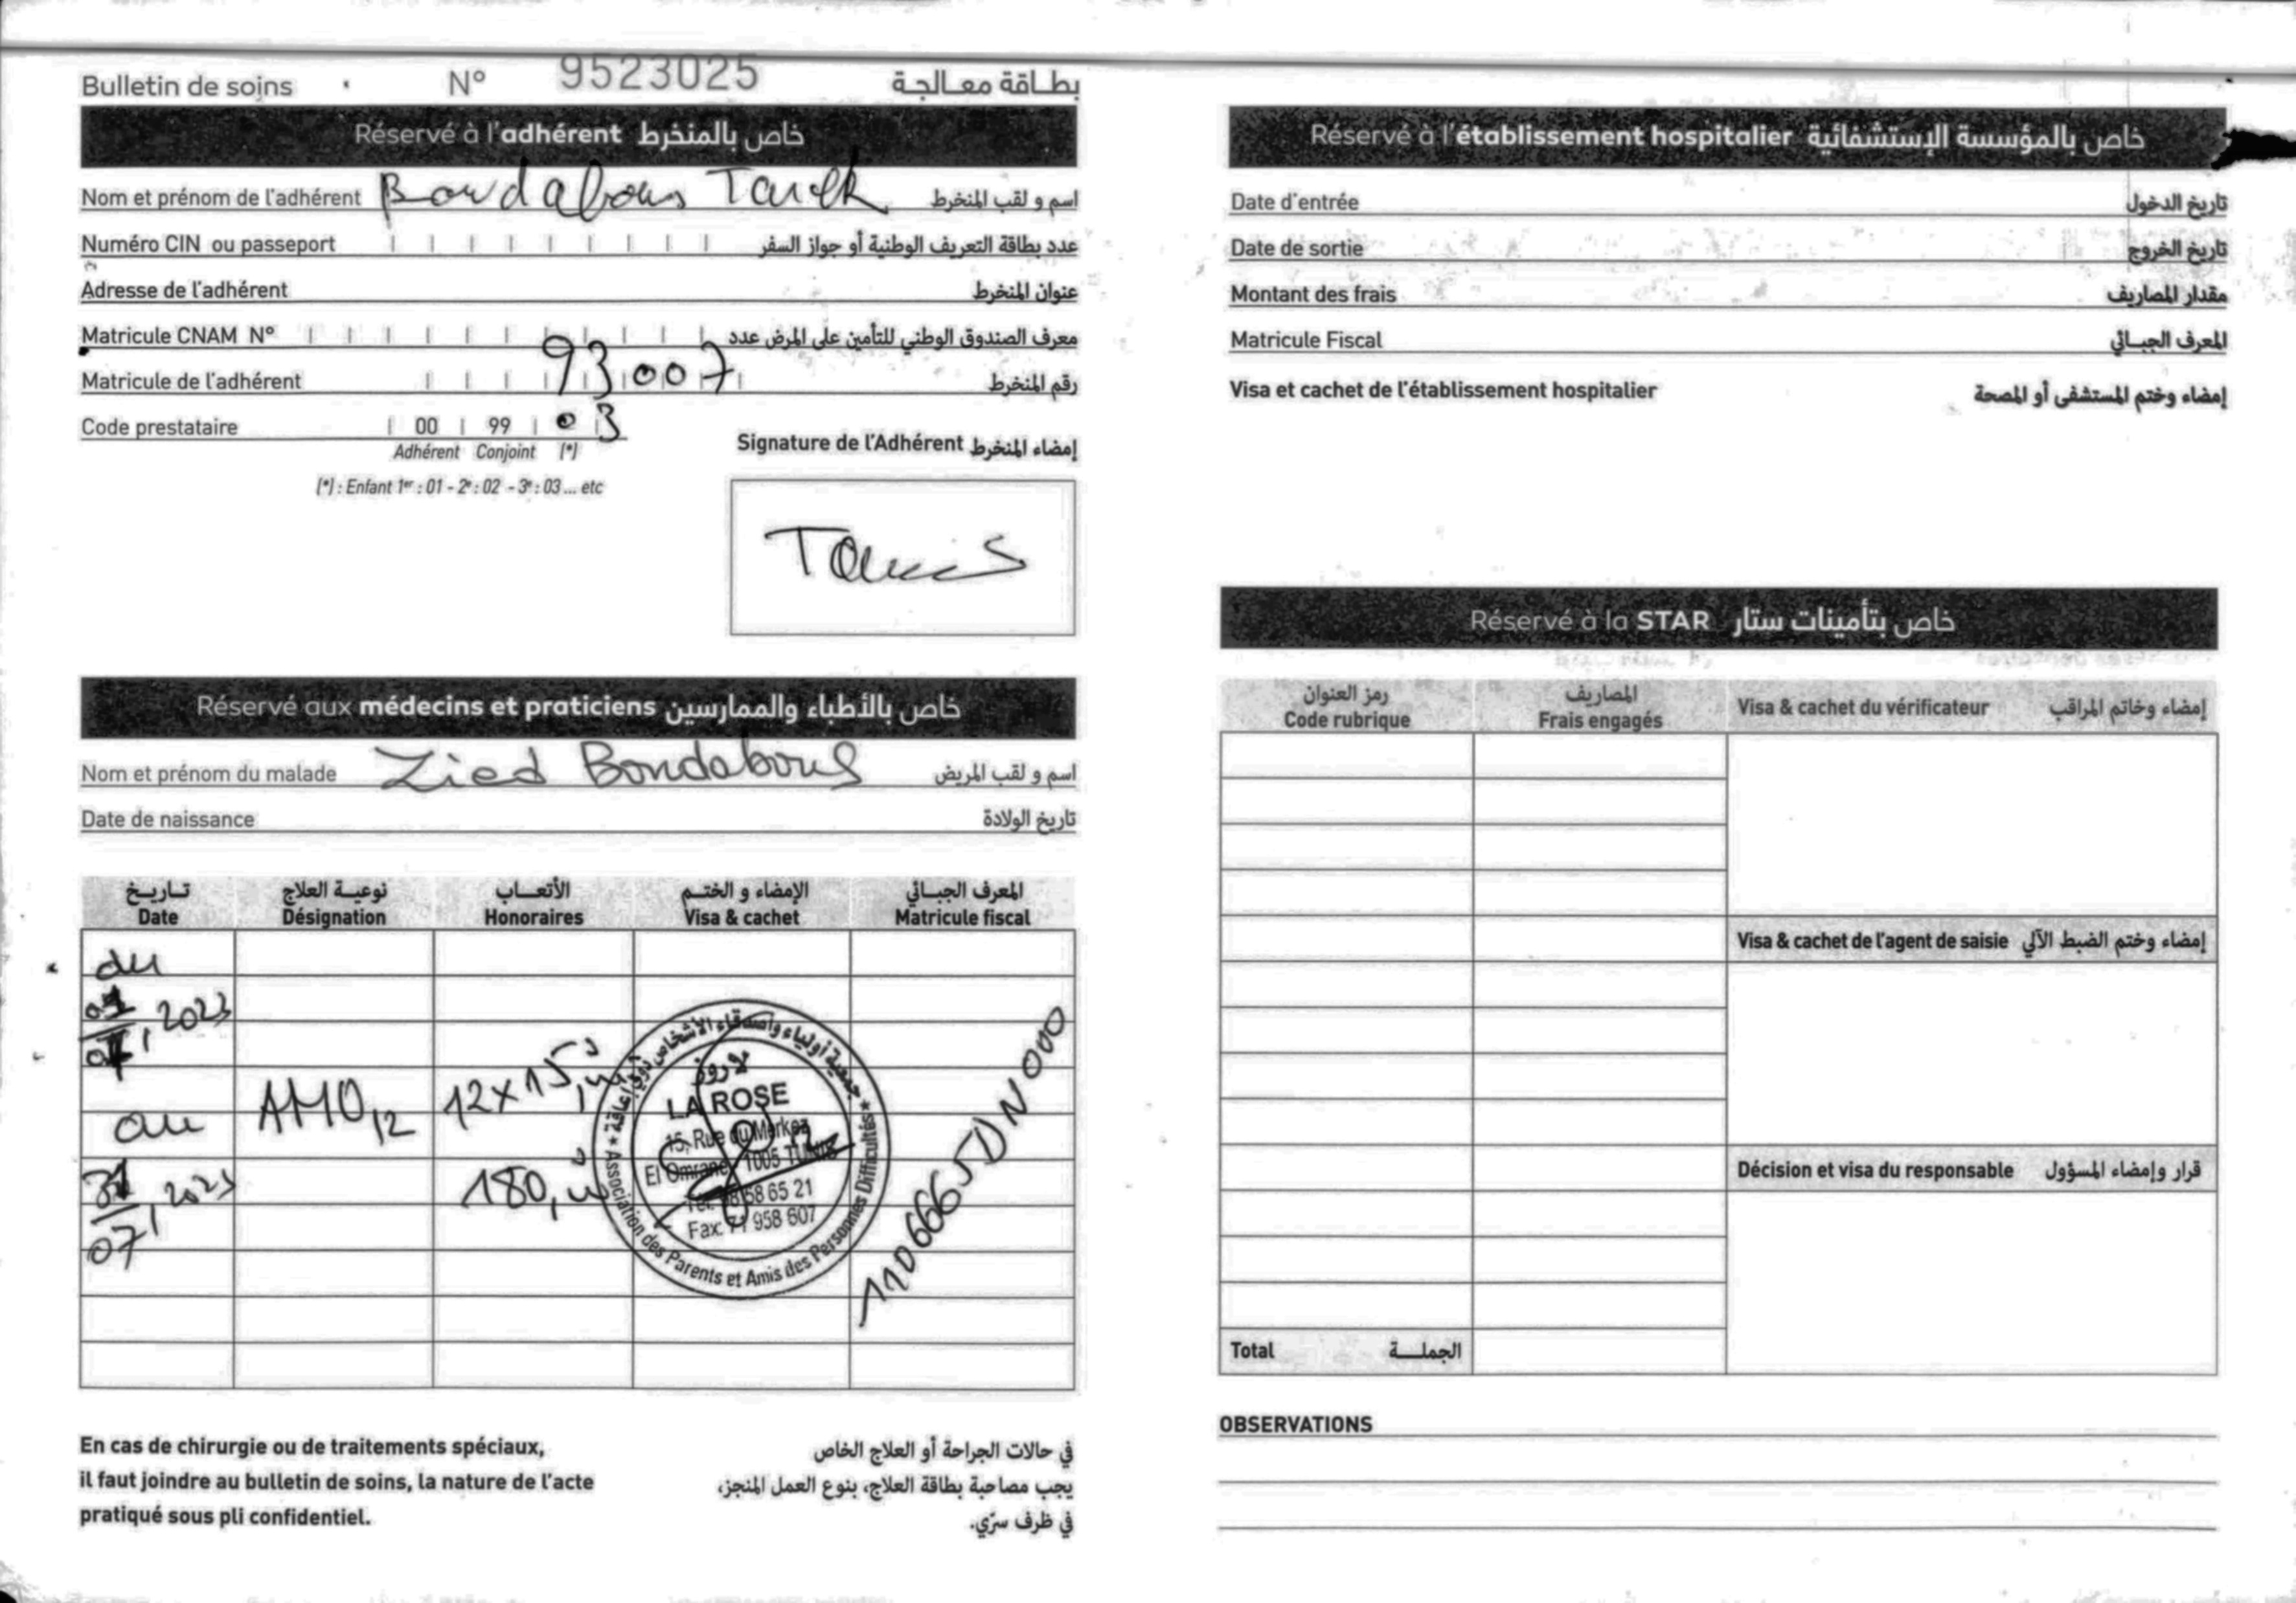 Bulletin de soins N° 9523025 بطاقة معالجة
Réservé à l'adhérent خاص بالمنخرط
Nom et prénom de l'adhérent Boudabous Tarek اسم و لقب المنخرط
Numéro CIN ou passeport عدد بطاقة التعريف الوطنية أو جواز السفر
Adresse de l'adhérent عنوان المنخرط
Matricule CNAM N° معرف الصندوق الوطني للتأمين على المرض عدد
Matricule de l'adhérent 93007 رقم المنخرط
Code prestataire 00 99 03
Adhérent Conjoint (*)
(*) : Enfant 1er : 01 - 2e : 02 - 3e : 03 ... etc
Signature de l'Adhérent إمضاء المنخرط
Réservé aux médecins et praticiens خاص بالأطباء والممارسين
Nom et prénom du malade Zied Boudabous اسم و لقب المريض
Date de naissance تاريخ الولادة
تاريخ نوعية العلاج الأتعاب الإمضاء و الختم المعرف الجبائي
Date Désignation Honoraires Visa & cachet Matricule fiscal
du
01/07/2023
au
31/07/2023
AMO 12
12 x 15,
180,
جمعية أولياء وأصدقاء الأشخاص ذوي إعاقة
لاروز
LA ROSE
15, Rue du Merkez
El Omrane 1005 TUNIS
Tél: 98 58 65 21
Fax: 71 958 607
Association des Parents et Amis des Personnes Difficultés
1106665DN000
En cas de chirurgie ou de traitements spéciaux,
il faut joindre au bulletin de soins, la nature de l'acte
pratiqué sous pli confidentiel.
في حالات الجراحة أو العلاج الخاص
يجب مصاحبة بطاقة العلاج، بنوع العمل المنجز،
في ظرف سرّي.
Réservé à l'établissement hospitalier خاص بالمؤسسة الإستشفائية
Date d'entrée تاريخ الدخول
Date de sortie تاريخ الخروج
Montant des frais مقدار المصاريف
Matricule Fiscal المعرف الجبائي
Visa et cachet de l'établissement hospitalier إمضاء وختم المستشفى أو المصحة
Réservé à la STAR خاص بتأمينات ستار
رمز العنوان المصاريف
Code rubrique Frais engagés Visa & cachet du vérificateur إمضاء وخاتم المراقب
Visa & cachet de l'agent de saisie إمضاء وختم الضبط الآلي
Décision et visa du responsable قرار وإمضاء المسؤول
Total الجملة
OBSERVATIONS